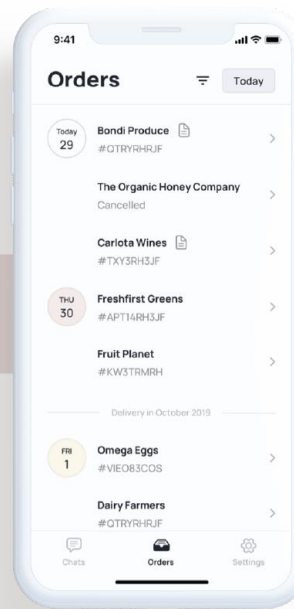 9:41
Orders
Today
Today
29
Bondi Produce
#QTRYRHRJF
The Organic Honey Company
Cancelled
Carlota Wines
#TXY3RH3JF
THU
30
Freshfirst Greens
#APT14RH3JF
Fruit Planet
#KW3TRMRH
Delivery in October 2019
FRI
1
Omega Eggs
#VIEO83COS
Dairy Farmers
#QTRYRHRJF
Chats
Orders
Settings